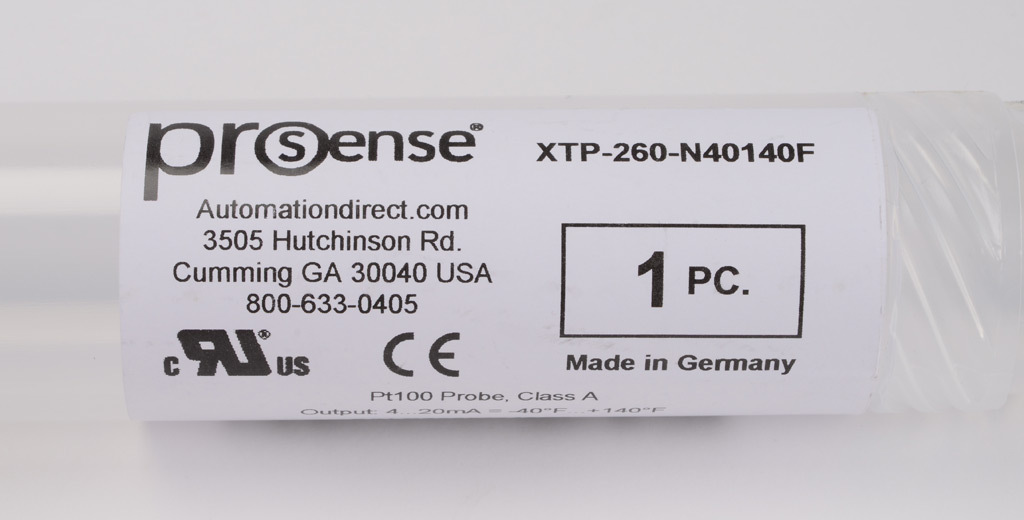 prosense®
XTP-260-N40140F
Automationdirect.com
3505 Hutchinson Rd.
Cumming GA 30040 USA
800-633-0405
1 PC.
c RU® US
CE
Made in Germany
Pt100 Probe, Class A
Output: 4...20mA = -40°F...+140°F